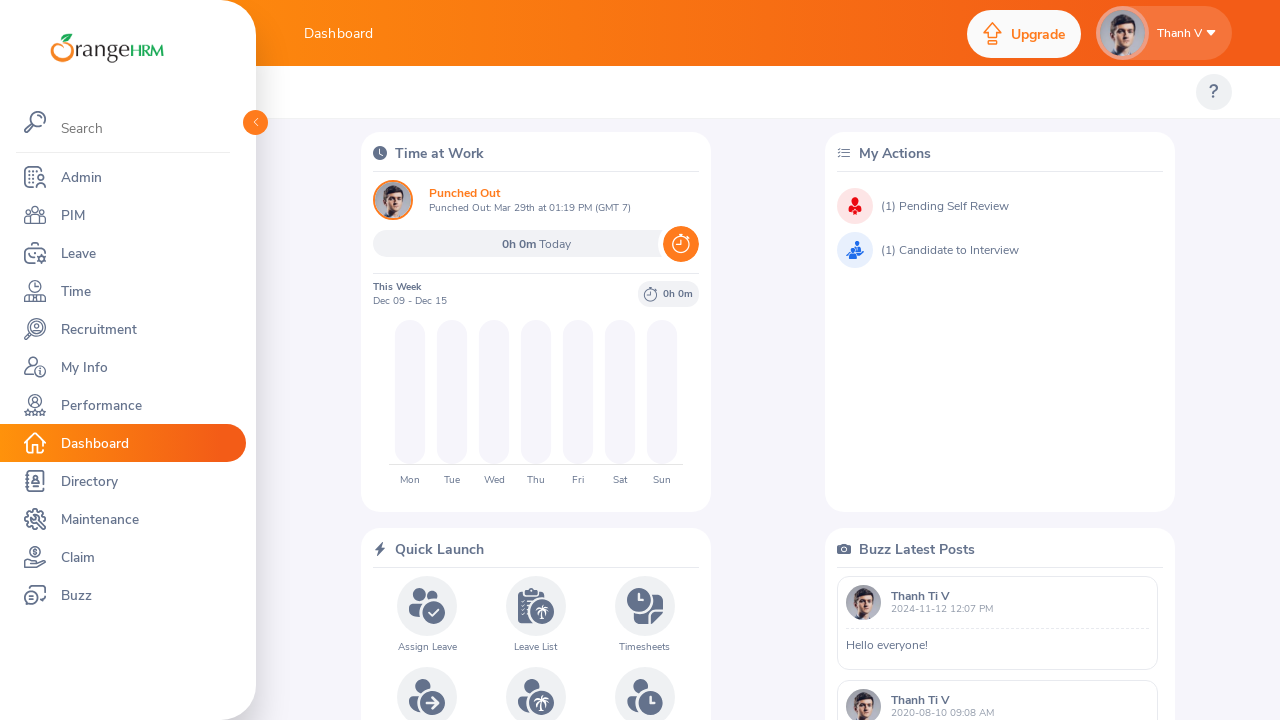 OrangeHRM
Search
Admin
PIM
Leave
Time
Recruitment
My Info
Performance
Dashboard
Directory
Maintenance
Claim
Buzz
Dashboard
Upgrade
Thanh V
?
Time at Work
Punched Out
Punched Out: Mar 29th at 01:19 PM (GMT 7)
0h 0m Today
This Week
Dec 09 - Dec 15
0h 0m
Mon Tue Wed Thu Fri Sat Sun
My Actions
(1) Pending Self Review
(1) Candidate to Interview
Quick Launch
Assign Leave
Leave List
Timesheets
Buzz Latest Posts
Thanh Ti V
2024-11-12 12:07 PM
Hello everyone!
Thanh Ti V
2020-08-10 09:08 AM